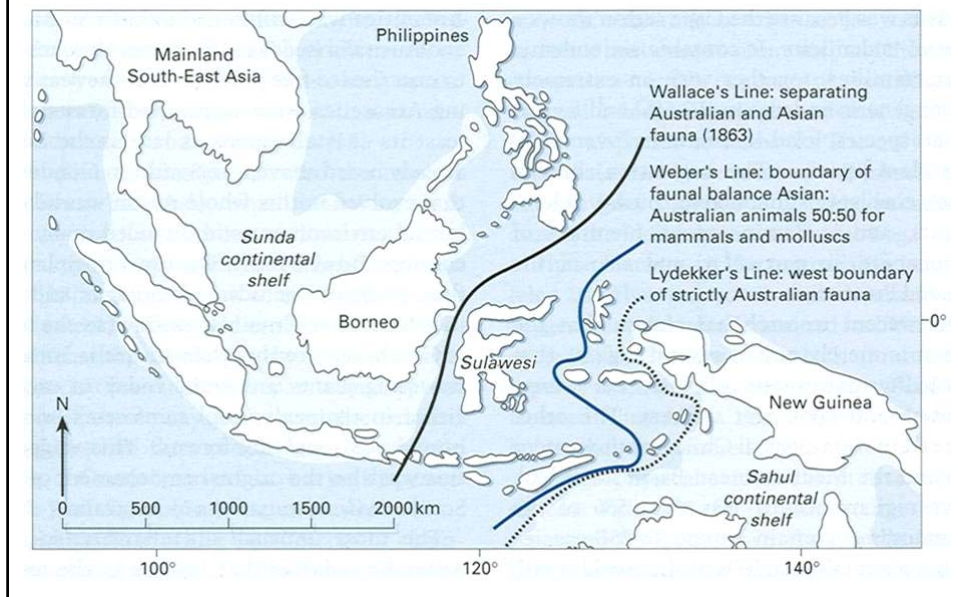 Philippines
Mainland
South-East Asia
Wallace's Line: separating
Australian and Asian
fauna (1863)
Weber's Line: boundary of
faunal balance Asian:
Australian animals 50:50 for
mammals and molluscs
Lydekker's Line: west boundary
of strictly Australian fauna
Sunda
continental
shelf
Borneo
0°
Sulawesi
New Guinea
N
Sahul
continental
shelf
0 500 1000 1500 2000km
100° 120° 140°